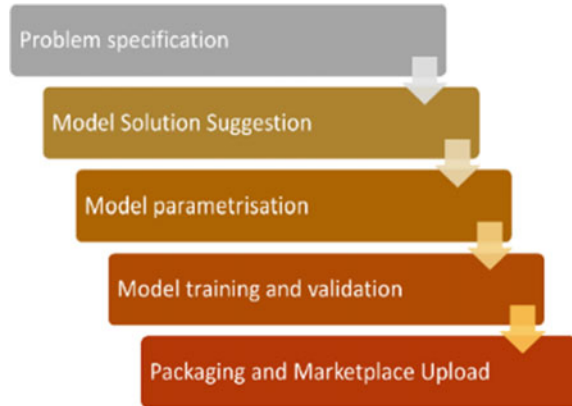 Problem specification
Model Solution Suggestion
Model parametrisation
Model training and validation
Packaging and Marketplace Upload